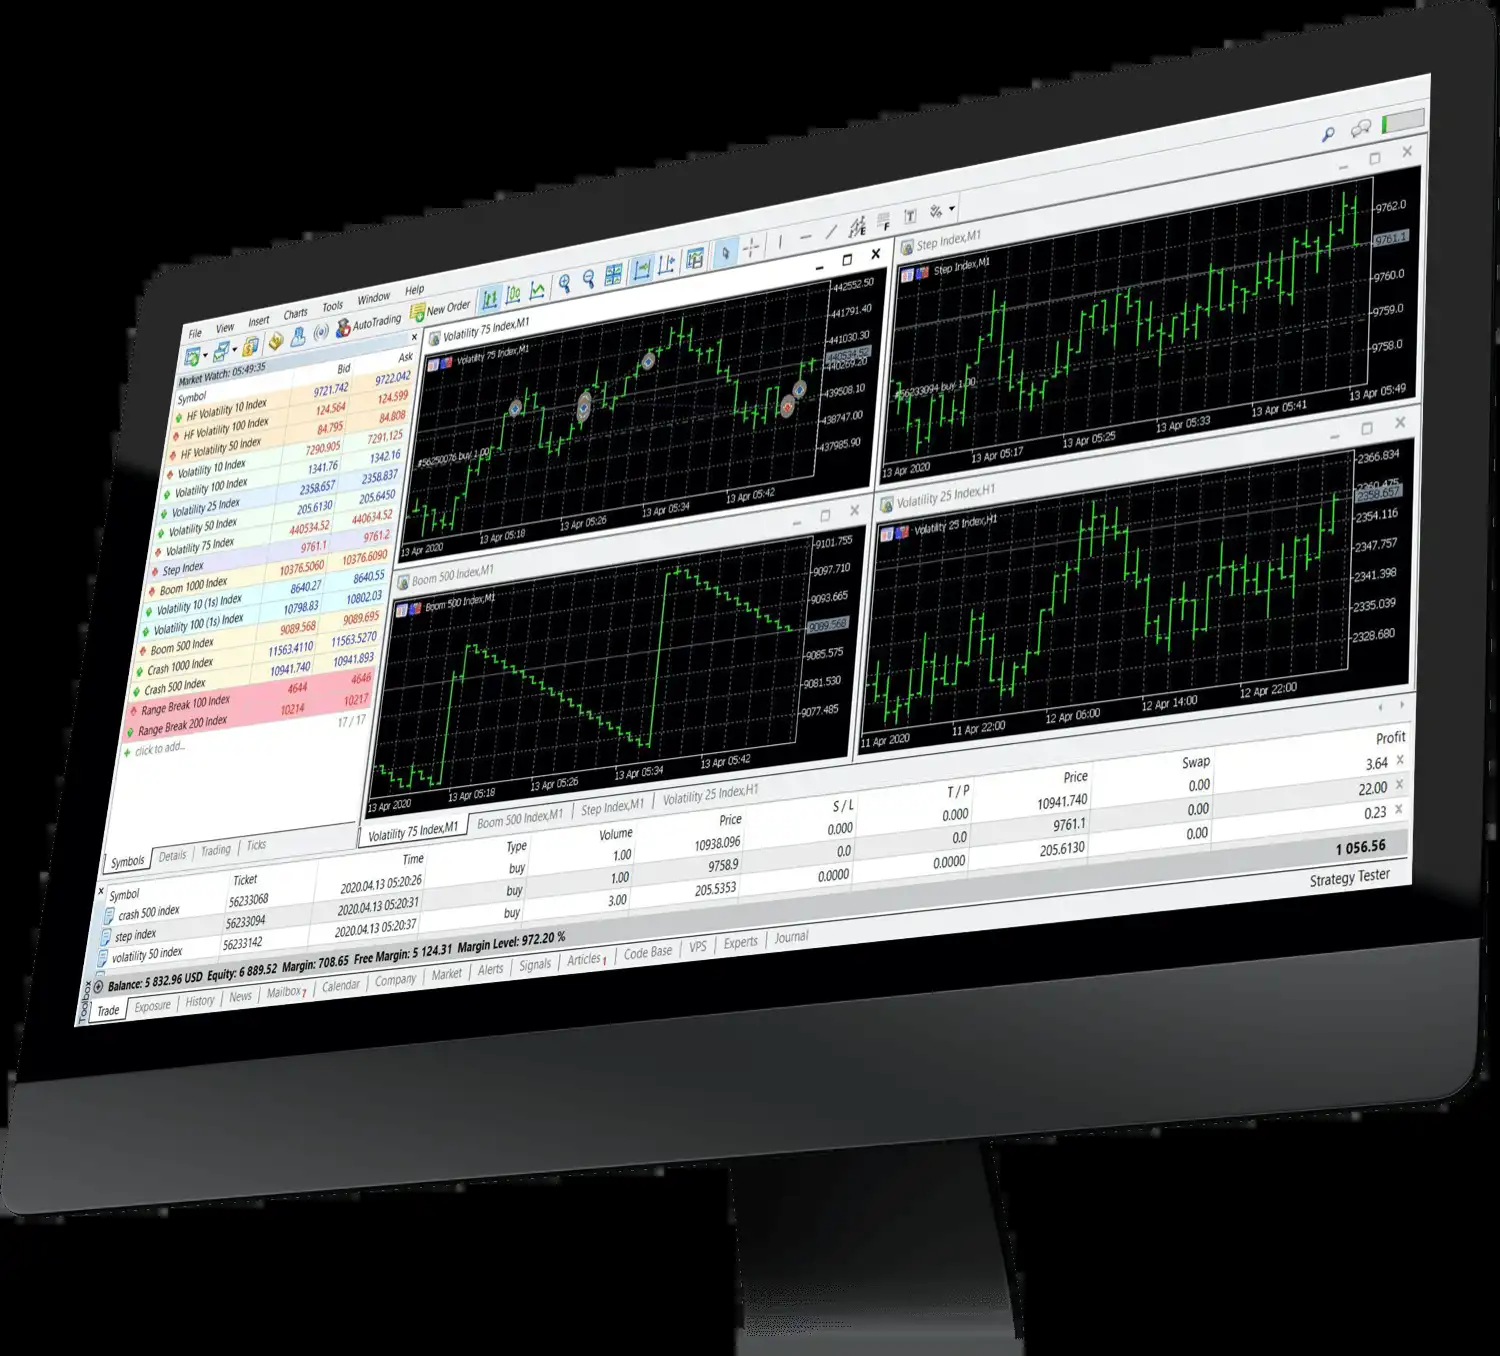 File View Insert Charts Tools Window Help
AutoTrading New Order
Market Watch: 05:49:35
Symbol Bid Ask
HF Volatility 10 Index 9721.742 9722.042
HF Volatility 100 Index 124.564 124.599
HF Volatility 50 Index 84.795 84.808
Volatility 10 Index 7290.905 7291.125
Volatility 100 Index 1341.76 1342.16
Volatility 25 Index 2358.657 2358.837
Volatility 50 Index 205.6130 205.6450
Volatility 75 Index 440534.52 440634.52
Step Index 9761.1 9761.2
Boom 1000 Index 10376.5060 10376.6090
Volatility 10 (1s) Index 8640.27 8640.55
Volatility 100 (1s) Index 10798.83 10802.03
Boom 500 Index 9089.568 9089.695
Crash 1000 Index 11563.4110 11563.5270
Crash 500 Index 10941.740 10941.893
Range Break 100 Index 4644 4646
Range Break 200 Index 10214 10217
click to add... 17 / 17
Symbols Details Trading Ticks
Volatility 75 Index,M1
Volatility 75 Index,M1
442552.50
441791.40
441030.30
440534.52
440269.20
439508.10
438747.00
437985.90
#56250076 buy 1.00
13 Apr 2020 13 Apr 05:18 13 Apr 05:26 13 Apr 05:34 13 Apr 05:42
Step Index,M1
Step Index,M1
9762.0
9761.1
9760.0
9759.0
9758.0
#56233094 buy 1.00
13 Apr 2020 13 Apr 05:17 13 Apr 05:25 13 Apr 05:33 13 Apr 05:41 13 Apr 05:49
Boom 500 Index,M1
Boom 500 Index,M1
9101.755
9097.710
9093.665
9089.568
9085.575
9081.530
9077.485
13 Apr 2020 13 Apr 05:18 13 Apr 05:26 13 Apr 05:34 13 Apr 05:42
Volatility 25 Index,H1
Volatility 25 Index,H1
2366.834
2360.475
2358.657
2354.116
2347.757
2341.398
2335.039
2328.680
11 Apr 2020 11 Apr 22:00 12 Apr 06:00 12 Apr 14:00 12 Apr 22:00
Volatility 75 Index,M1 Boom 500 Index,M1 Step Index,M1 Volatility 25 Index,H1
Symbol Ticket Time Type Volume Price S / L T / P Price Swap Profit
crash 500 index 56233068 2020.04.13 05:20:26 buy 1.00 10938.096 0.000 0.000 10941.740 0.00 3.64
step index 56233094 2020.04.13 05:20:31 buy 1.00 9758.9 0.0 0.0 9761.1 0.00 22.00
volatility 50 index 56233142 2020.04.13 05:20:37 buy 3.00 205.5353 0.0000 0.0000 205.6130 0.00 0.23
Balance: 5 832.96 USD Equity: 6 889.52 Margin: 708.65 Free Margin: 5 124.31 Margin Level: 972.20 % 1 056.56
Toolbox
Trade Exposure History News Mailbox 7 Calendar Company Market Alerts Signals Articles 1 Code Base VPS Experts Journal Strategy Tester